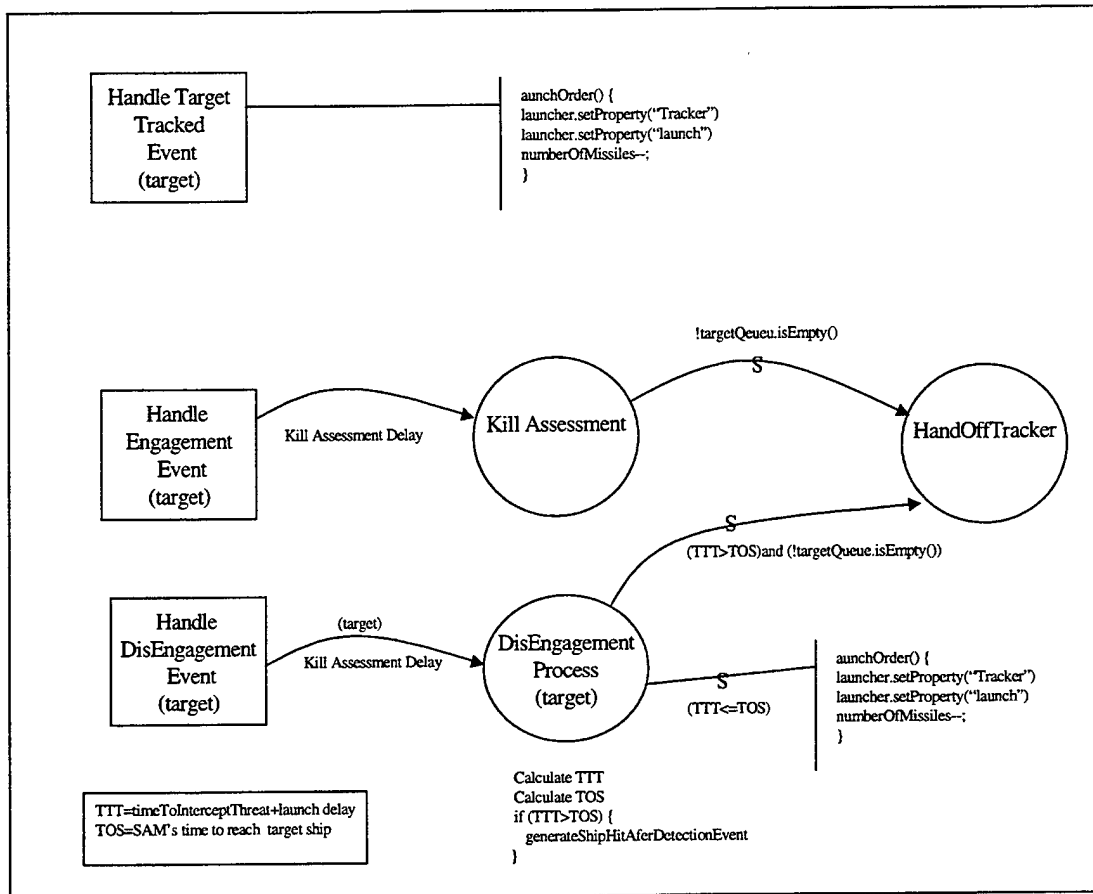 Handle Target
Tracked
Event
(target)
aunchOrder() {
launcher.setProperty("Tracker")
launcher.setProperty("launch")
numberOfMissiles--;
}
!targetQeueu.isEmpty()
S
Handle
Engagement
Event
(target)
Kill Assessment Delay
Kill Assessment
HandOffTracker
S
(TTT>TOS)and (!targetQueue.isEmpty())
Handle
DisEngagement
Event
(target)
(target)
Kill Assessment Delay
DisEngagement
Process
(target)
S
(TTT<=TOS)
aunchOrder() {
launcher.setProperty("Tracker")
launcher.setProperty("launch")
numberOfMissiles--;
}
Calculate TTT
Calculate TOS
if (TTT>TOS) {
generateShipHitAferDetectionEvent
}
TTT=timeToInterceptThreat+launch delay
TOS=SAM's time to reach target ship